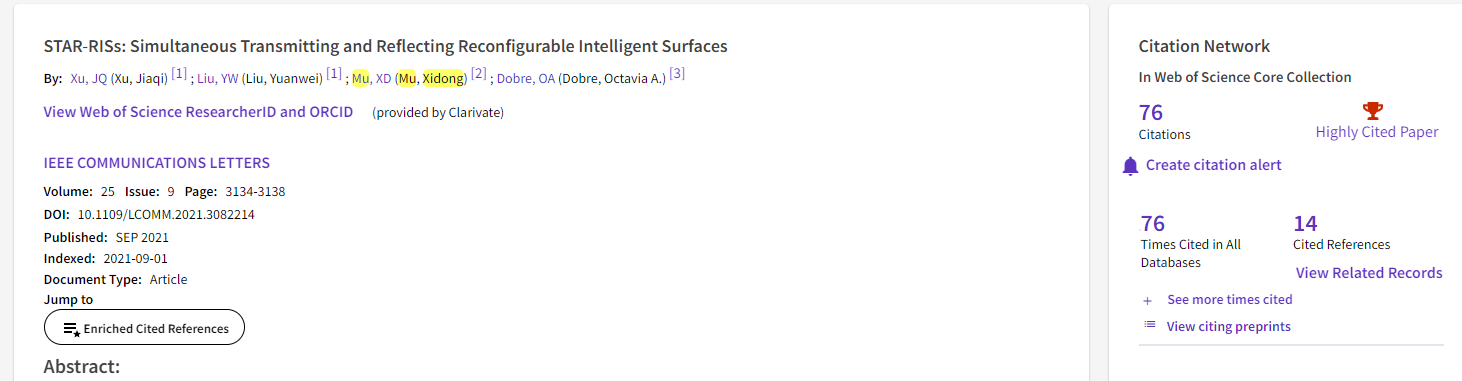 STAR-RISs: Simultaneous Transmitting and Reflecting Reconfigurable Intelligent Surfaces
By: Xu, JQ (Xu, Jiaqi) [1] ; Liu, YW (Liu, Yuanwei) [1] ; Mu, XD (Mu, Xidong) [2] ; Dobre, OA (Dobre, Octavia A.) [3]
View Web of Science ResearcherID and ORCID (provided by Clarivate)
IEEE COMMUNICATIONS LETTERS
Volume: 25 Issue: 9 Page: 3134-3138
DOI: 10.1109/LCOMM.2021.3082214
Published: SEP 2021
Indexed: 2021-09-01
Document Type: Article
Jump to
Enriched Cited References
Abstract:
Citation Network
In Web of Science Core Collection
76
Citations
Highly Cited Paper
Create citation alert
76
Times Cited in All
Databases
14
Cited References
View Related Records
+ See more times cited
View citing preprints